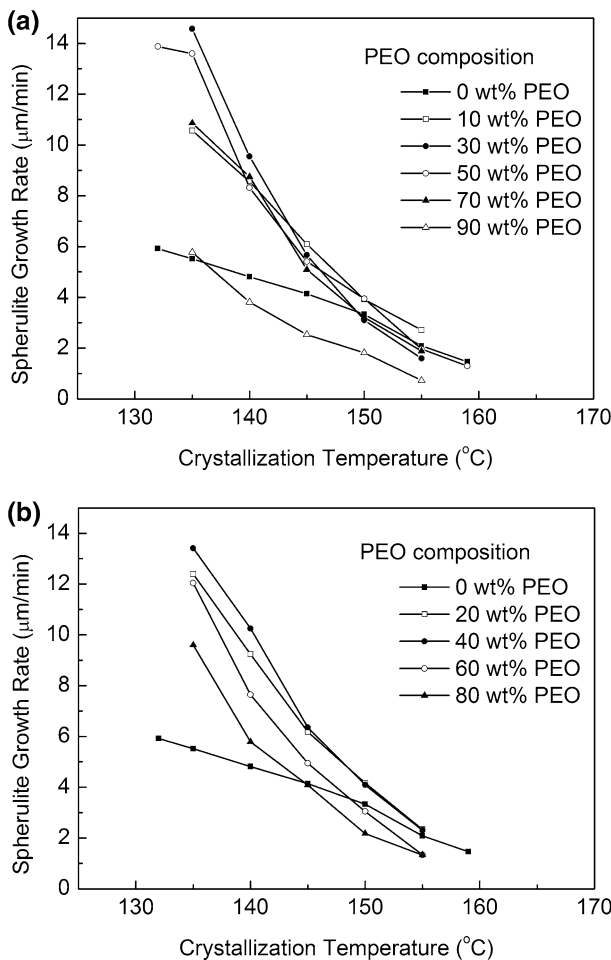 (a)
PEO composition
0 wt% PEO
10 wt% PEO
30 wt% PEO
50 wt% PEO
70 wt% PEO
90 wt% PEO
14
12
10
8
6
4
2
0
Spherulite Growth Rate (μm/min)
130
140
150
160
170
Crystallization Temperature (°C)
(b)
PEO composition
0 wt% PEO
20 wt% PEO
40 wt% PEO
60 wt% PEO
80 wt% PEO
14
12
10
8
6
4
2
0
Spherulite Growth Rate (μm/min)
130
140
150
160
170
Crystallization Temperature (°C)